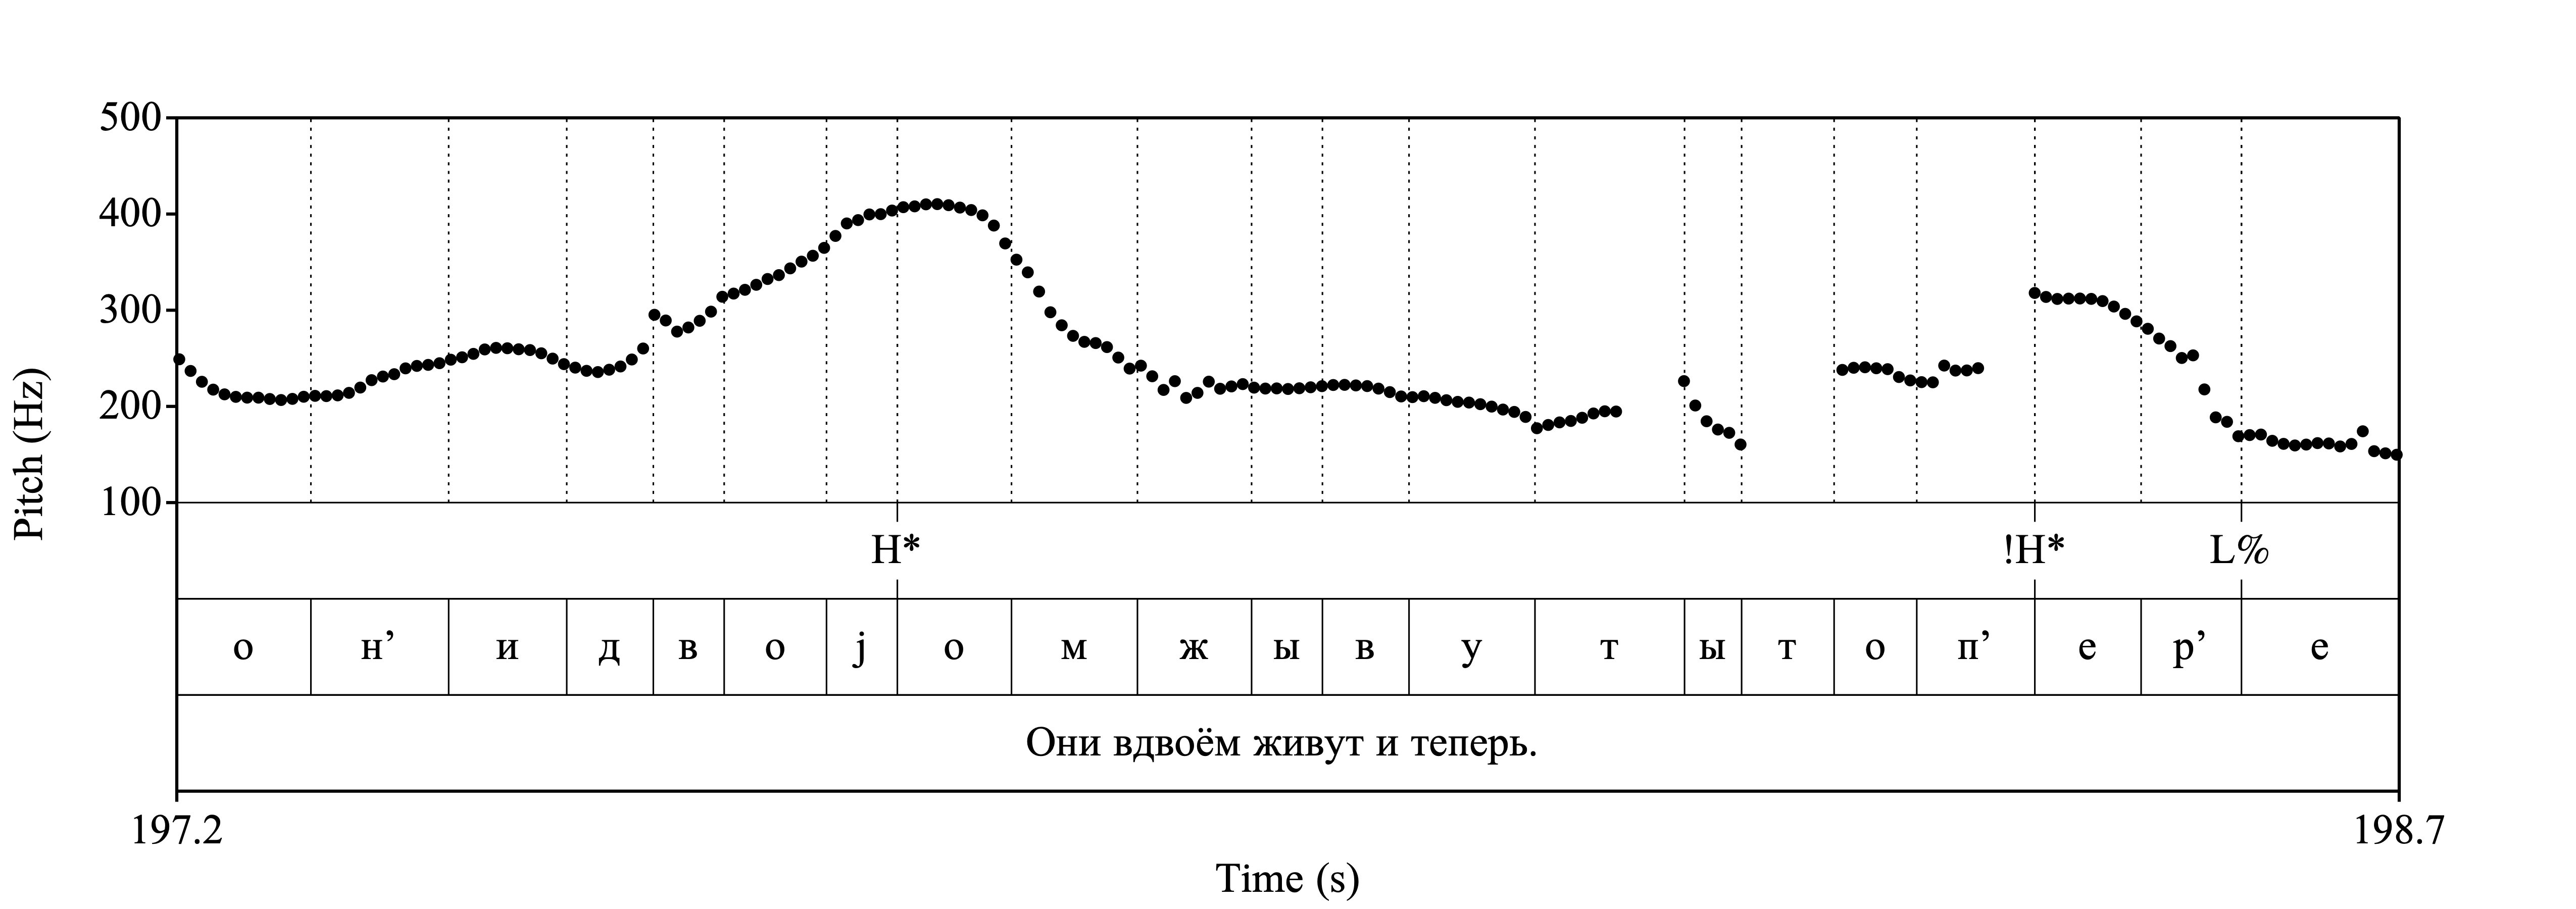 500
400
300
200
100
Pitch (Hz)
H* !H* L%
о н’ и д в о j о м ж ы в у т ы т о п’ е р’ е
Они вдвоём живут и теперь.
197.2 198.7
Time (s)